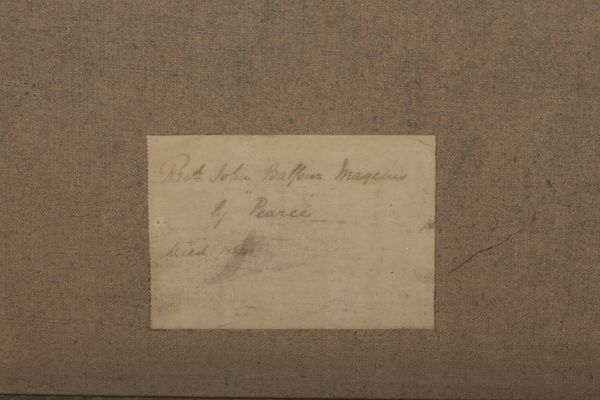 John Balfour Magenis
by Pearce
died